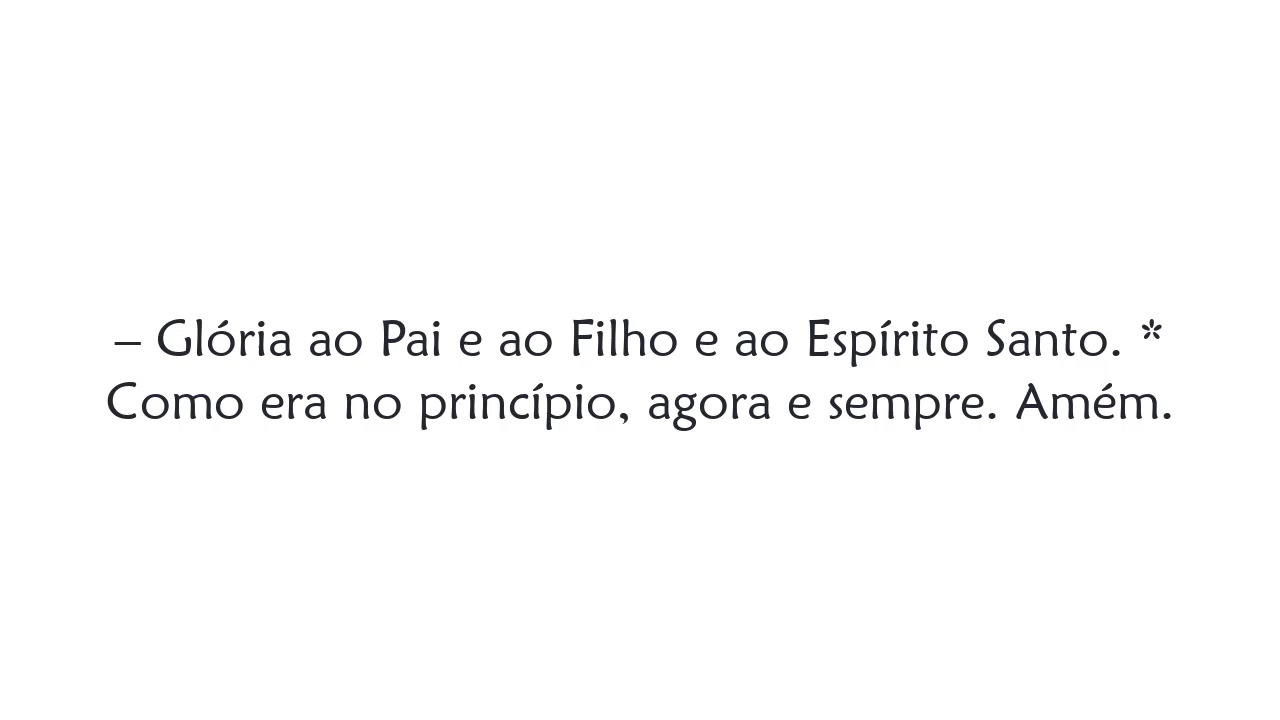 – Glória ao Pai e ao Filho e ao Espírito Santo. *
Como era no princípio, agora e sempre. Amém.